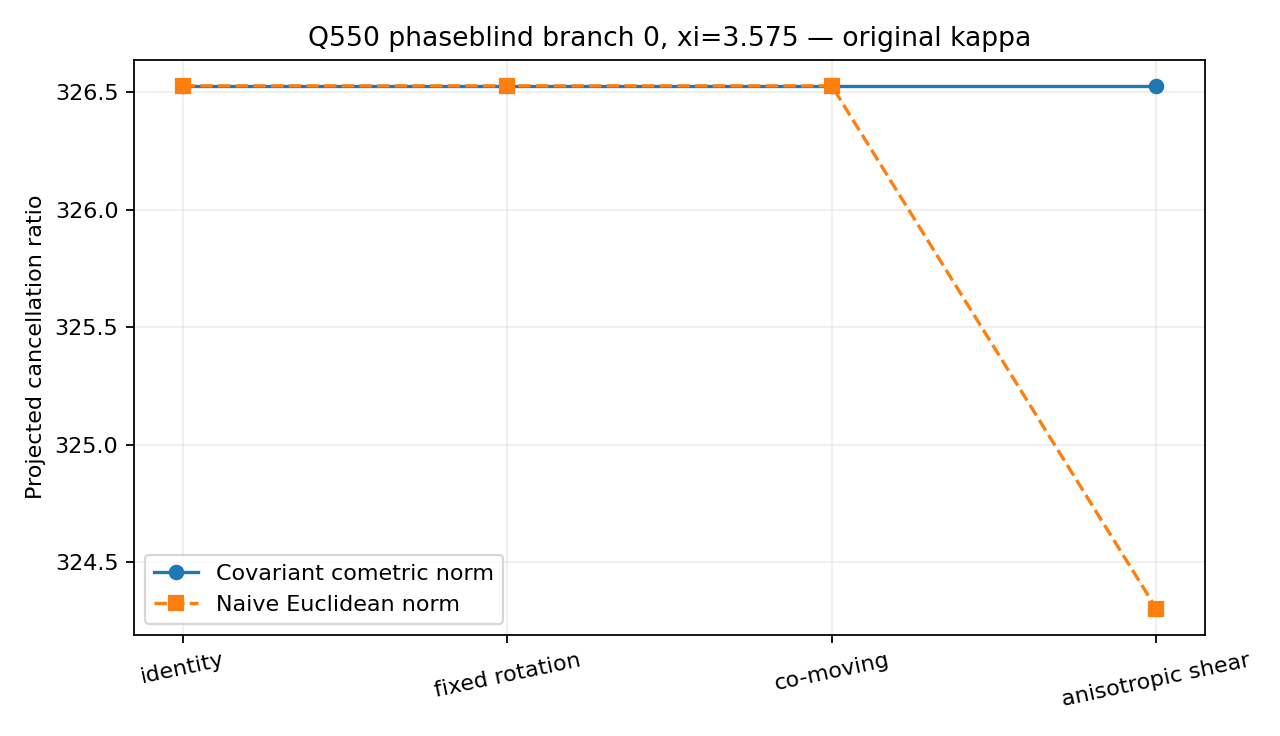 Q550 phaseblind branch 0, xi=3.575 — original kappa
Projected cancellation ratio
326.5
326.0
325.5
325.0
324.5
Covariant cometric norm
Naive Euclidean norm
identity
fixed rotation
co-moving
anisotropic shear